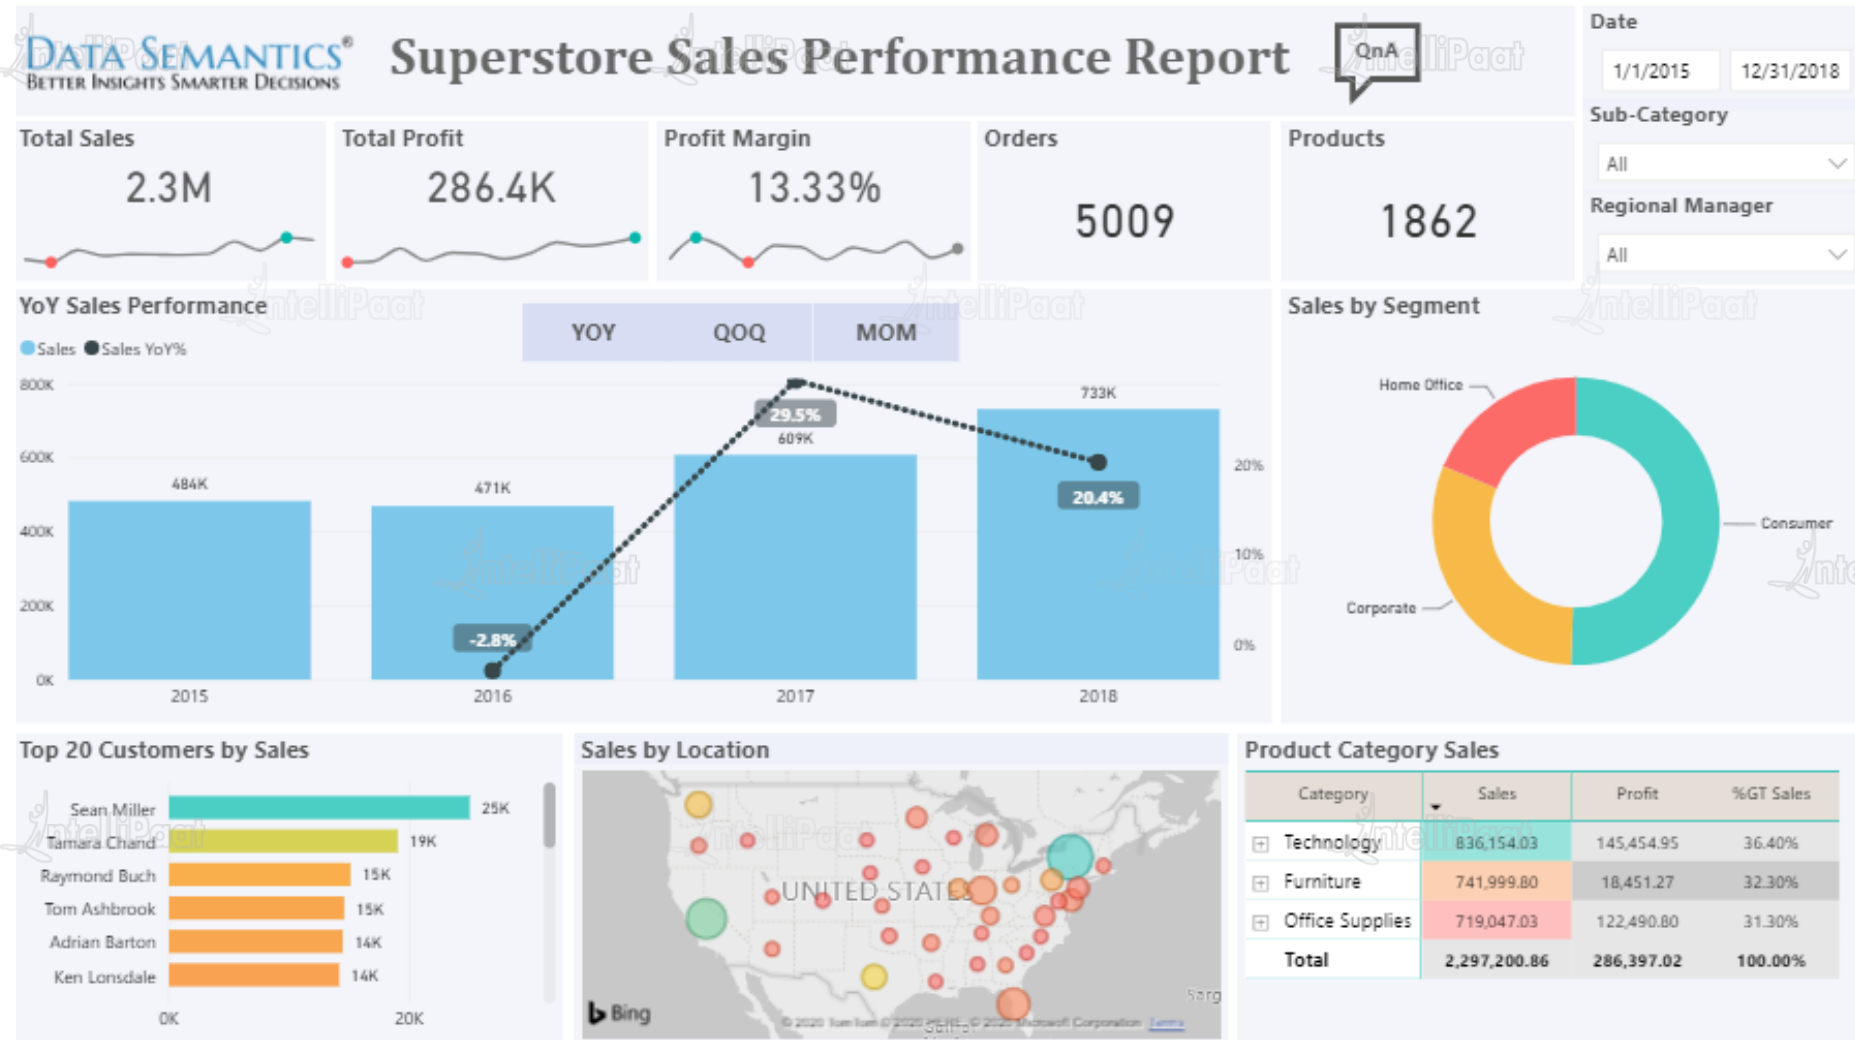 DATA SEMANTICS®
BETTER INSIGHTS SMARTER DECISIONS
Superstore Sales Performance Report
QnA
Date
1/1/2015
12/31/2018
Sub-Category
All
Regional Manager
All
Total Sales
2.3M
Total Profit
286.4K
Profit Margin
13.33%
Orders
5009
Products
1862
YoY Sales Performance
Sales
Sales YoY%
YOY
QOQ
MOM
800K
600K
400K
200K
0K
484K
471K
609K
733K
-2.8%
29.5%
20.4%
20%
10%
0%
2015
2016
2017
2018
Sales by Segment
Home Office
Consumer
Corporate
Top 20 Customers by Sales
Sean Miller 25K
Tamara Chand 19K
Raymond Buch 15K
Tom Ashbrook 15K
Adrian Barton 14K
Ken Lonsdale 14K
0K
20K
Sales by Location
UNITED STATES
Sarg
Bing
Microsoft Corporation Terms
Product Category Sales
Category Sales Profit %GT Sales
Technology 836,154.03 145,454.95 36.40%
Furniture 741,999.80 18,451.27 32.30%
Office Supplies 719,047.03 122,490.80 31.30%
Total 2,297,200.86 286,397.02 100.00%
IntelliPaat